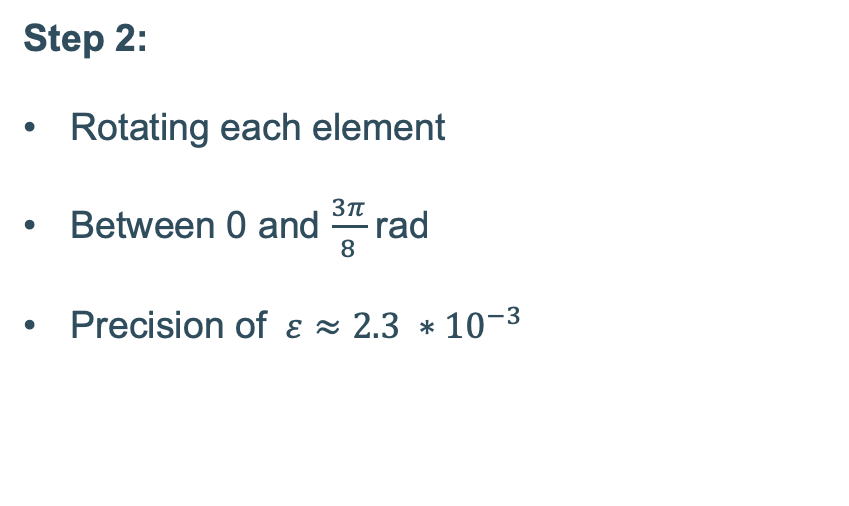 Step 2:
• Rotating each element
• Between 0 and 3𝜋/8 rad
• Precision of 𝜀 ≈ 2.3 ∗ 10⁻³